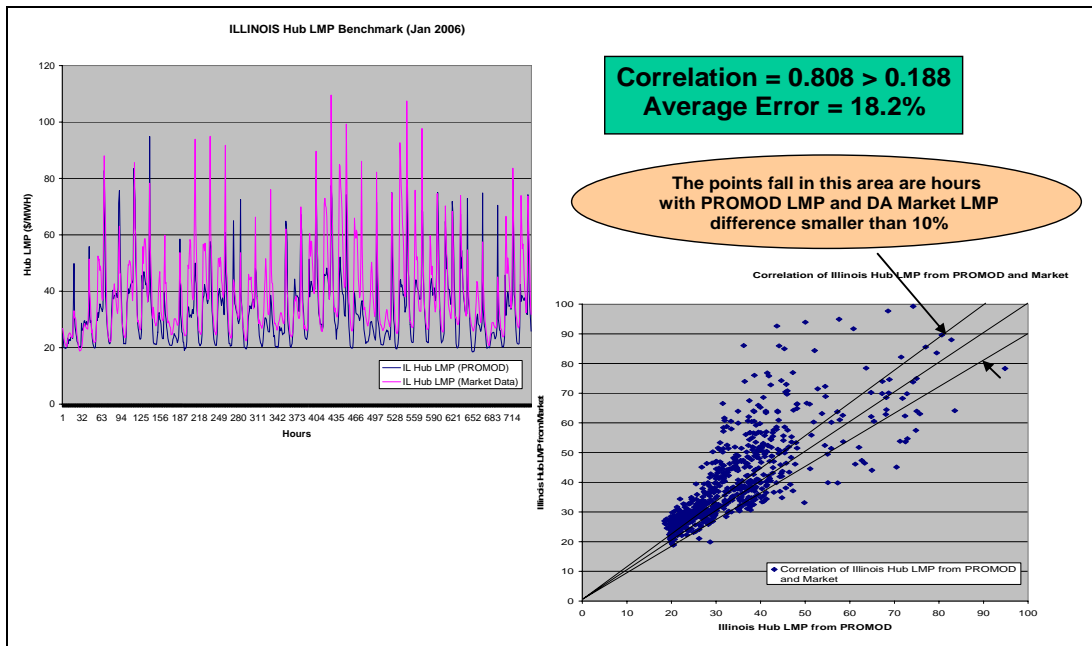 ILLINOIS Hub LMP Benchmark (Jan 2006)
120
100
80
60
40
20
0
Hub LMP ($/MWH)
IL Hub LMP (PROMOD)
IL Hub LMP (Market Data)
1 32 63 94 125 156 187 218 249 280 311 342 373 404 435 466 497 528 559 590 621 652 683 714
Hours
Correlation = 0.808 > 0.188
Average Error = 18.2%
The points fall in this area are hours
with PROMOD LMP and DA Market LMP
difference smaller than 10%
Correlation of Illinois Hub LMP from PROMOD and Market
100
90
80
70
60
50
40
30
20
10
0
Illinois Hub LMP from Market
Correlation of Illinois Hub LMP from PROMOD
and Market
0 10 20 30 40 50 60 70 80 90 100
Illinois Hub LMP from PROMOD